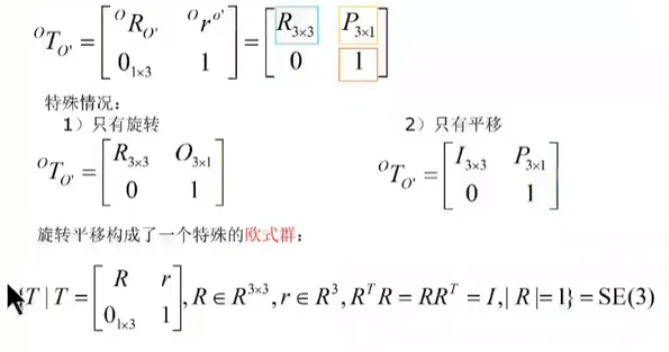 $^{O}T_{O'} = \begin{bmatrix} ^{O}R_{O'} & ^{O}r^{o'} \\ 0_{1\times3} & 1 \end{bmatrix} = \begin{bmatrix} R_{3\times3} & P_{3\times1} \\ 0 & 1 \end{bmatrix}$
特殊情况:
1）只有旋转 2）只有平移
$^{O}T_{O'} = \begin{bmatrix} R_{3\times3} & O_{3\times1} \\ 0 & 1 \end{bmatrix}$ $^{O}T_{O'} = \begin{bmatrix} I_{3\times3} & P_{3\times1} \\ 0 & 1 \end{bmatrix}$
旋转平移构成了一个特殊的欧式群：
$\{T \mid T = \begin{bmatrix} R & r \\ 0_{1\times3} & 1 \end{bmatrix}, R \in R^{3\times3}, r \in R^{3}, R^{T}R = RR^{T} = I, |R| = 1\} = \mathrm{SE}(3)$